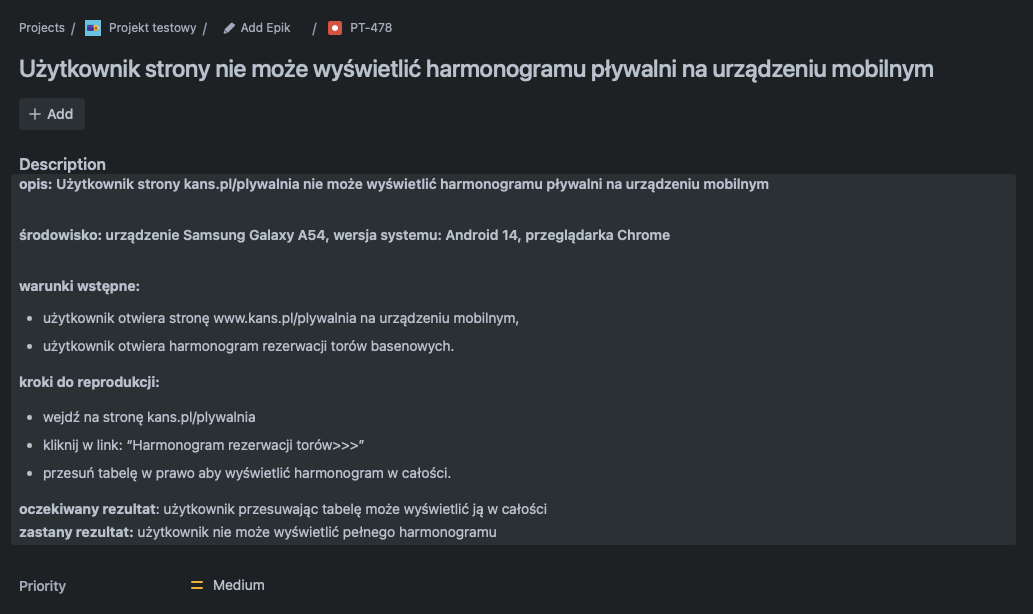 Projects / Projekt testowy / Add Epik / PT-478
Użytkownik strony nie może wyświetlić harmonogramu pływalni na urządzeniu mobilnym
+ Add
Description
opis: Użytkownik strony kans.pl/plywalnia nie może wyświetlić harmonogramu pływalni na urządzeniu mobilnym
środowisko: urządzenie Samsung Galaxy A54, wersja systemu: Android 14, przeglądarka Chrome
warunki wstępne:
• użytkownik otwiera stronę www.kans.pl/plywalnia na urządzeniu mobilnym,
• użytkownik otwiera harmonogram rezerwacji torów basenowych.
kroki do reprodukcji:
• wejdź na stronę kans.pl/plywalnia
• kliknij w link: “Harmonogram rezerwacji torów>>>”
• przesuń tabelę w prawo aby wyświetlić harmonogram w całości.
oczekiwany rezultat: użytkownik przesuwając tabelę może wyświetlić ją w całości
zastany rezultat: użytkownik nie może wyświetlić pełnego harmonogramu
Priority Medium